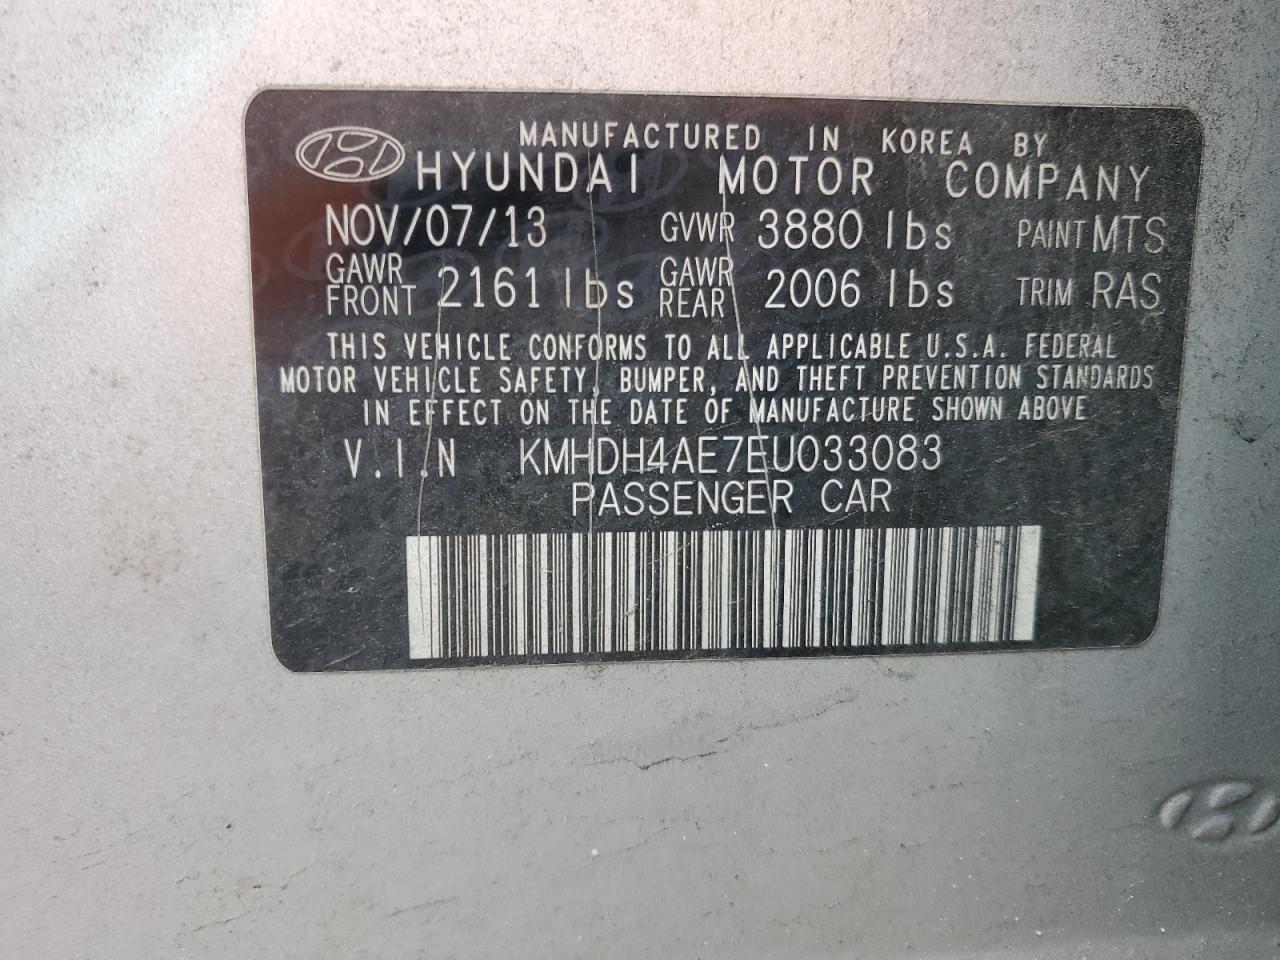 MANUFACTURED IN KOREA BY
HYUNDAI MOTOR COMPANY
NOV/07/13 GVWR 3880 lbs PAINT MTS
GAWR FRONT 2161 lbs GAWR REAR 2006 lbs TRIM RAS
THIS VEHICLE CONFORMS TO ALL APPLICABLE U.S.A. FEDERAL
MOTOR VEHICLE SAFETY, BUMPER, AND THEFT PREVENTION STANDARDS
IN EFFECT ON THE DATE OF MANUFACTURE SHOWN ABOVE
V.I.N KMHDH4AE7EU033083
PASSENGER CAR